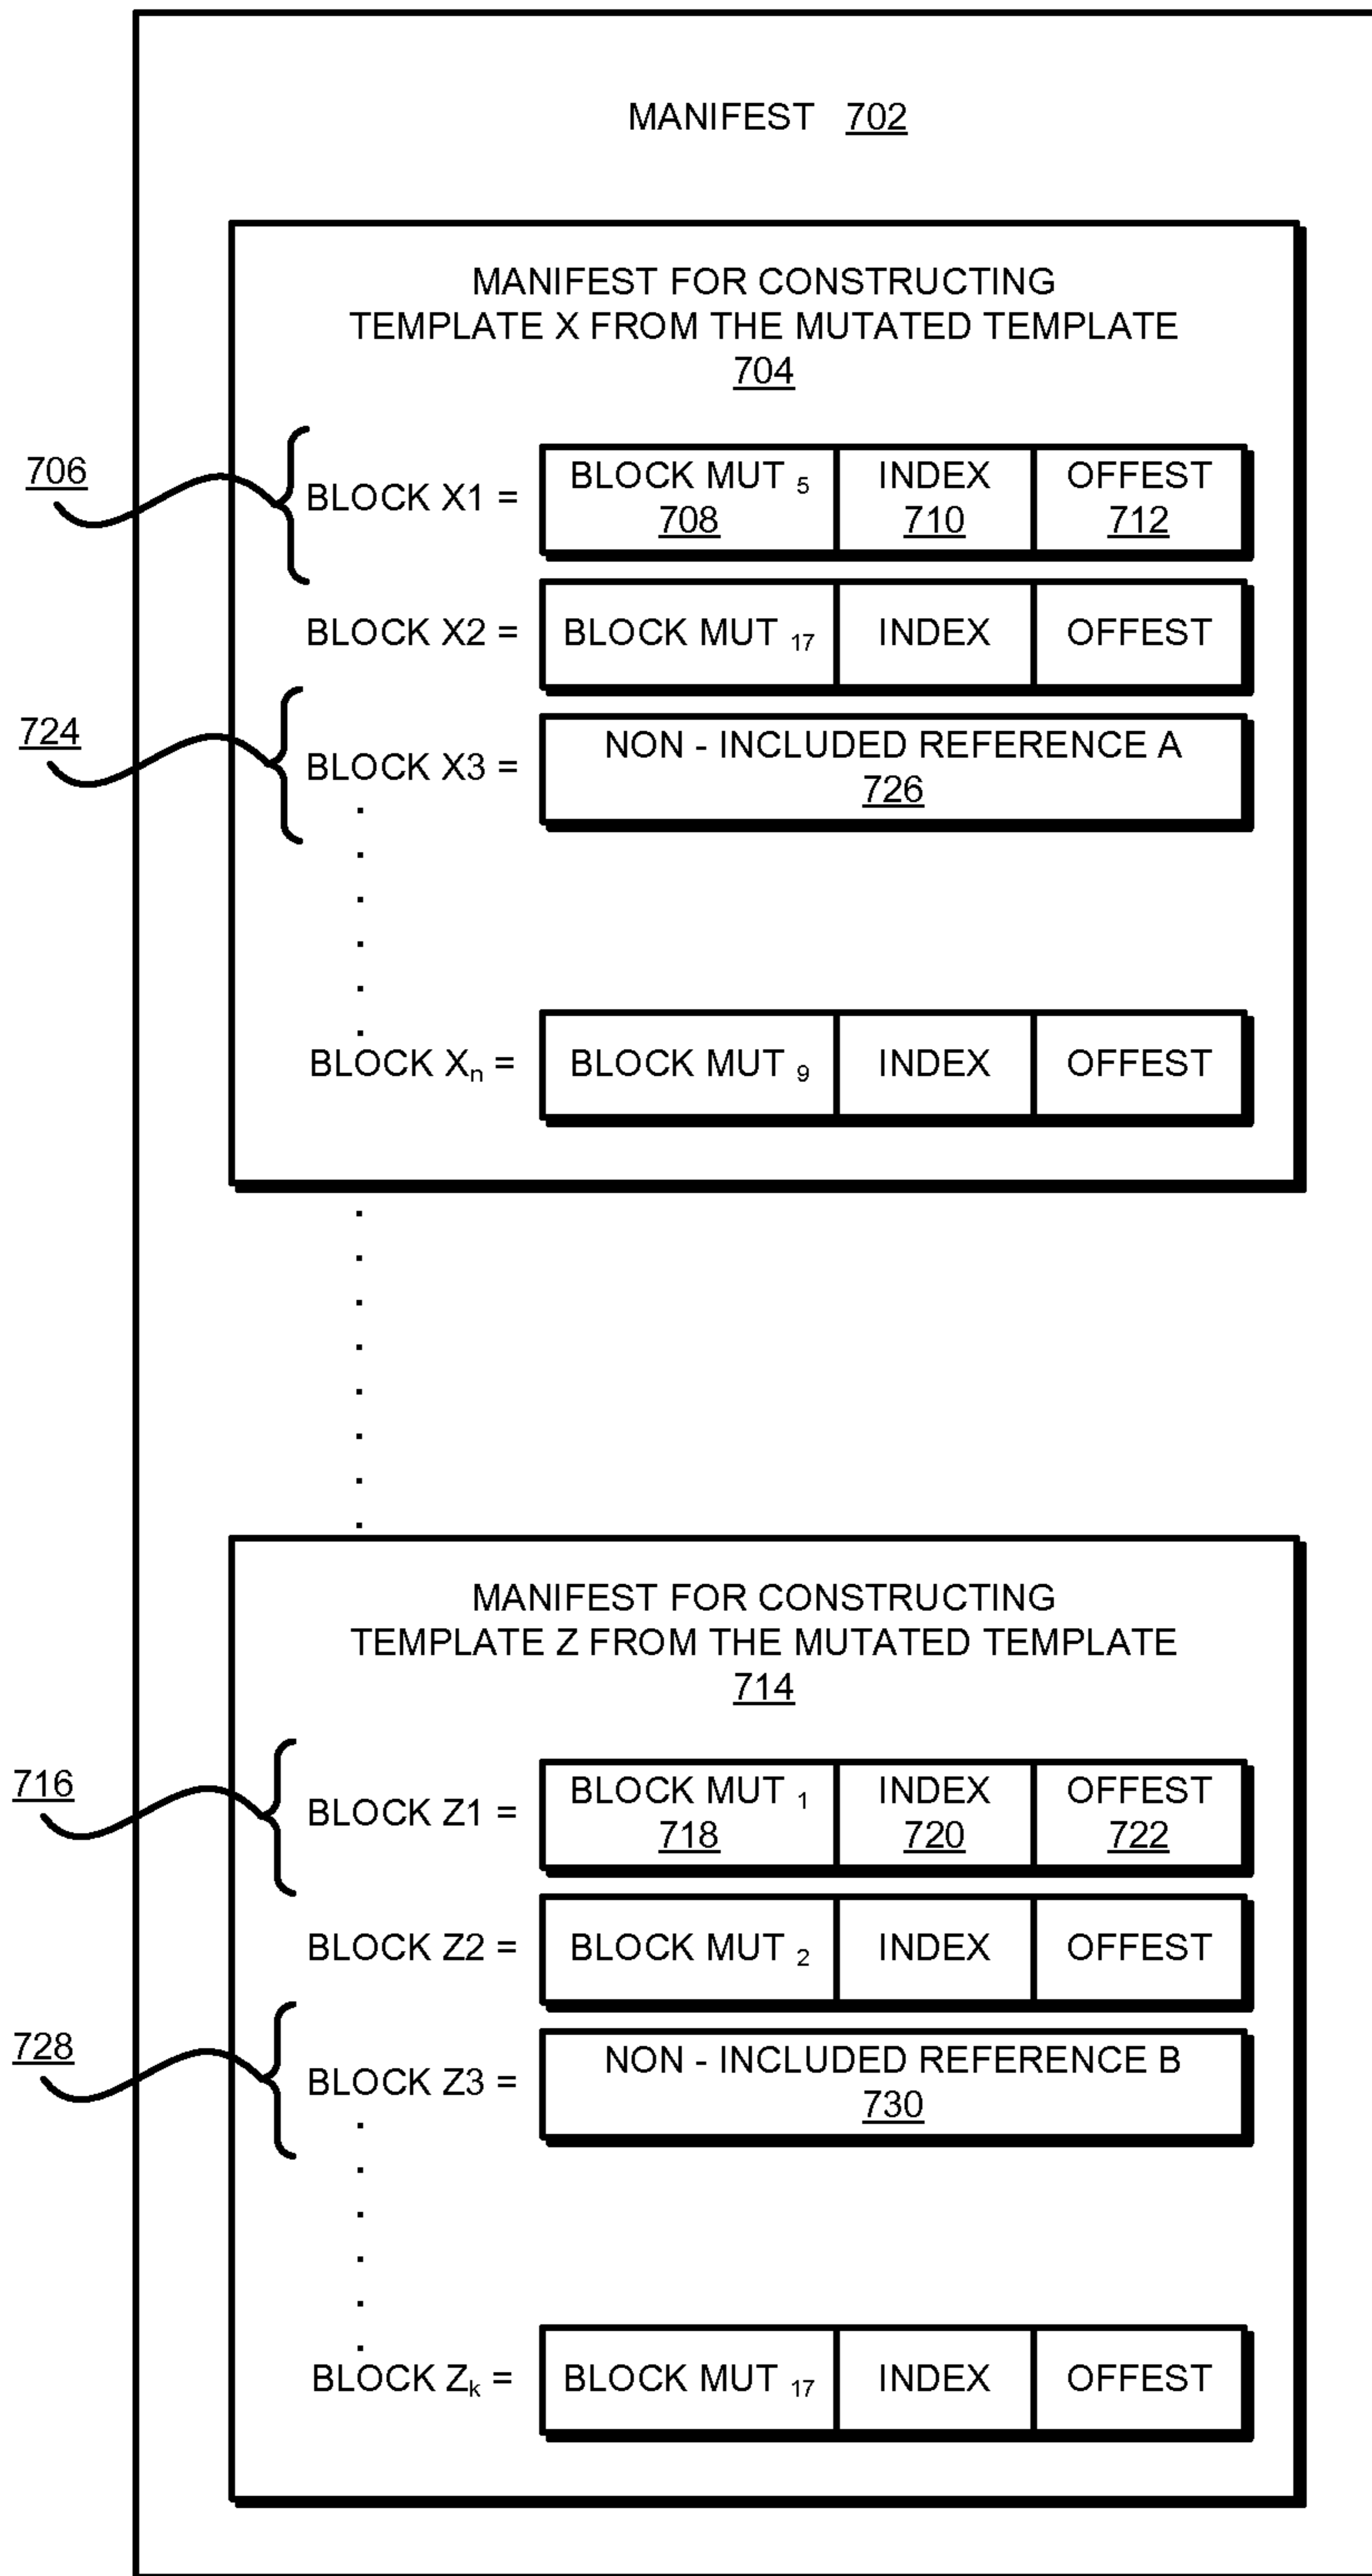 MANIFEST 702
MANIFEST FOR CONSTRUCTING
TEMPLATE X FROM THE MUTATED TEMPLATE
704
706
BLOCK X1 =
BLOCK MUT 5
708
INDEX
710
OFFEST
712
BLOCK X2 =
BLOCK MUT 17
INDEX
OFFEST
724
BLOCK X3 =
NON - INCLUDED REFERENCE A
726
BLOCK Xn =
BLOCK MUT 9
INDEX
OFFEST
MANIFEST FOR CONSTRUCTING
TEMPLATE Z FROM THE MUTATED TEMPLATE
714
716
BLOCK Z1 =
BLOCK MUT 1
718
INDEX
720
OFFEST
722
BLOCK Z2 =
BLOCK MUT 2
INDEX
OFFEST
728
BLOCK Z3 =
NON - INCLUDED REFERENCE B
730
BLOCK Zk =
BLOCK MUT 17
INDEX
OFFEST